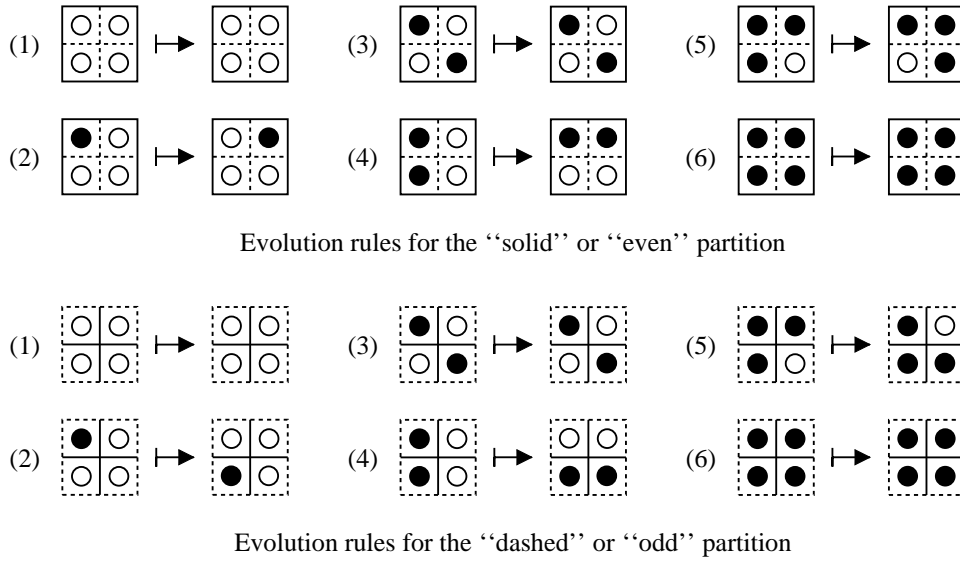 (1) (3) (5)
(2) (4) (6)
Evolution rules for the ‘‘solid’’ or ‘‘even’’ partition
(1) (3) (5)
(2) (4) (6)
Evolution rules for the ‘‘dashed’’ or ‘‘odd’’ partition